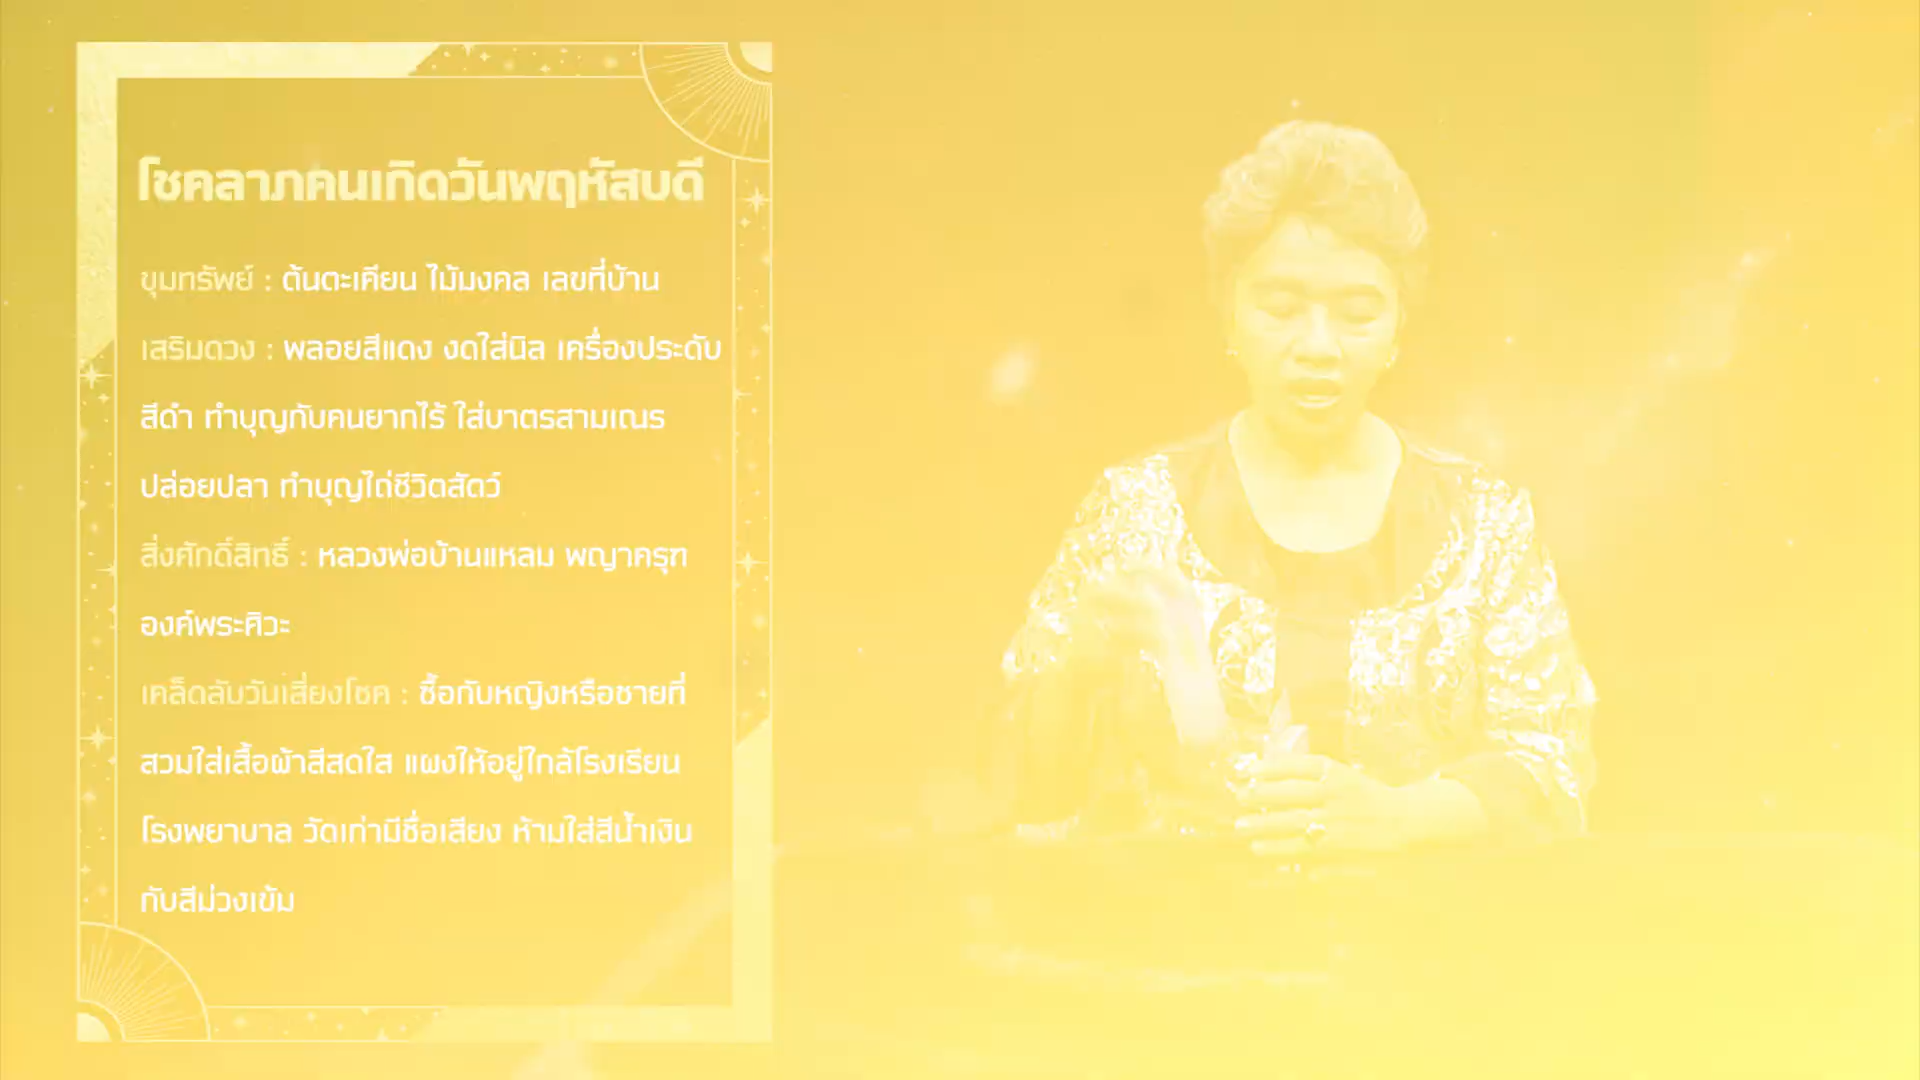 โชคลาภคนเกิดวันพฤหัสบดี
ขุมทรัพย์ : ต้นตะเคียน ไม้มงคล เลขที่บ้าน
เสริมดวง : พลอยสีแดง งดใส่นิล เครื่องประดับ
สีดำ ทำบุญกับคนยากไร้ ใส่บาตรสามเณร
ปล่อยปลา ทำบุญไถ่ชีวิตสัตว์
สิ่งศักดิ์สิทธิ์ : หลวงพ่อบ้านแหลม พญาครุฑ
องค์พระศิวะ
เคล็ดลับวันเสี่ยงโชค : ซื้อกับหญิงหรือชายที่
สวมใส่เสื้อผ้าสีสดใส แผงให้อยู่ใกล้โรงเรียน
โรงพยาบาล วัดเก่ามีชื่อเสียง ห้ามใส่สีน้ำเงิน
กับสีม่วงเข้ม